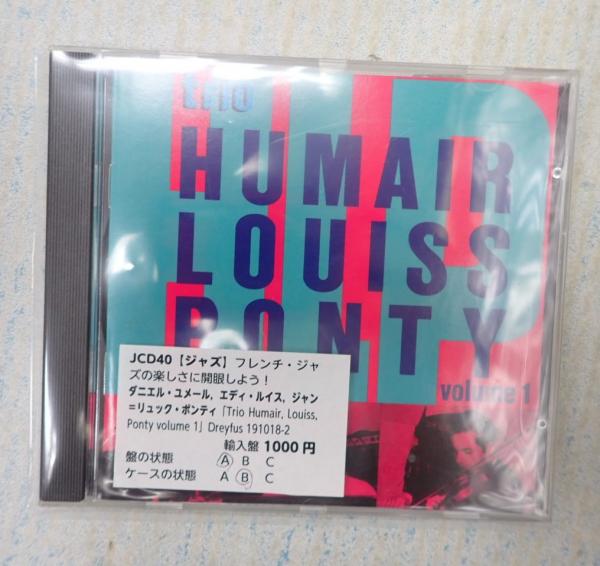 trio
HUMAIR
LOUISS
PONTY
volume 1
JCD40【ジャズ】フレンチ・ジャ
ズの楽しさに開眼しよう！
ダニエル・ユメール，エディ・ルイス，ジャン
＝リュック・ポンティ「Trio Humair, Louiss,
Ponty volume 1」Dreyfus 191018-2
輸入盤 1000円
盤の状態 A B C
ケースの状態 A B C